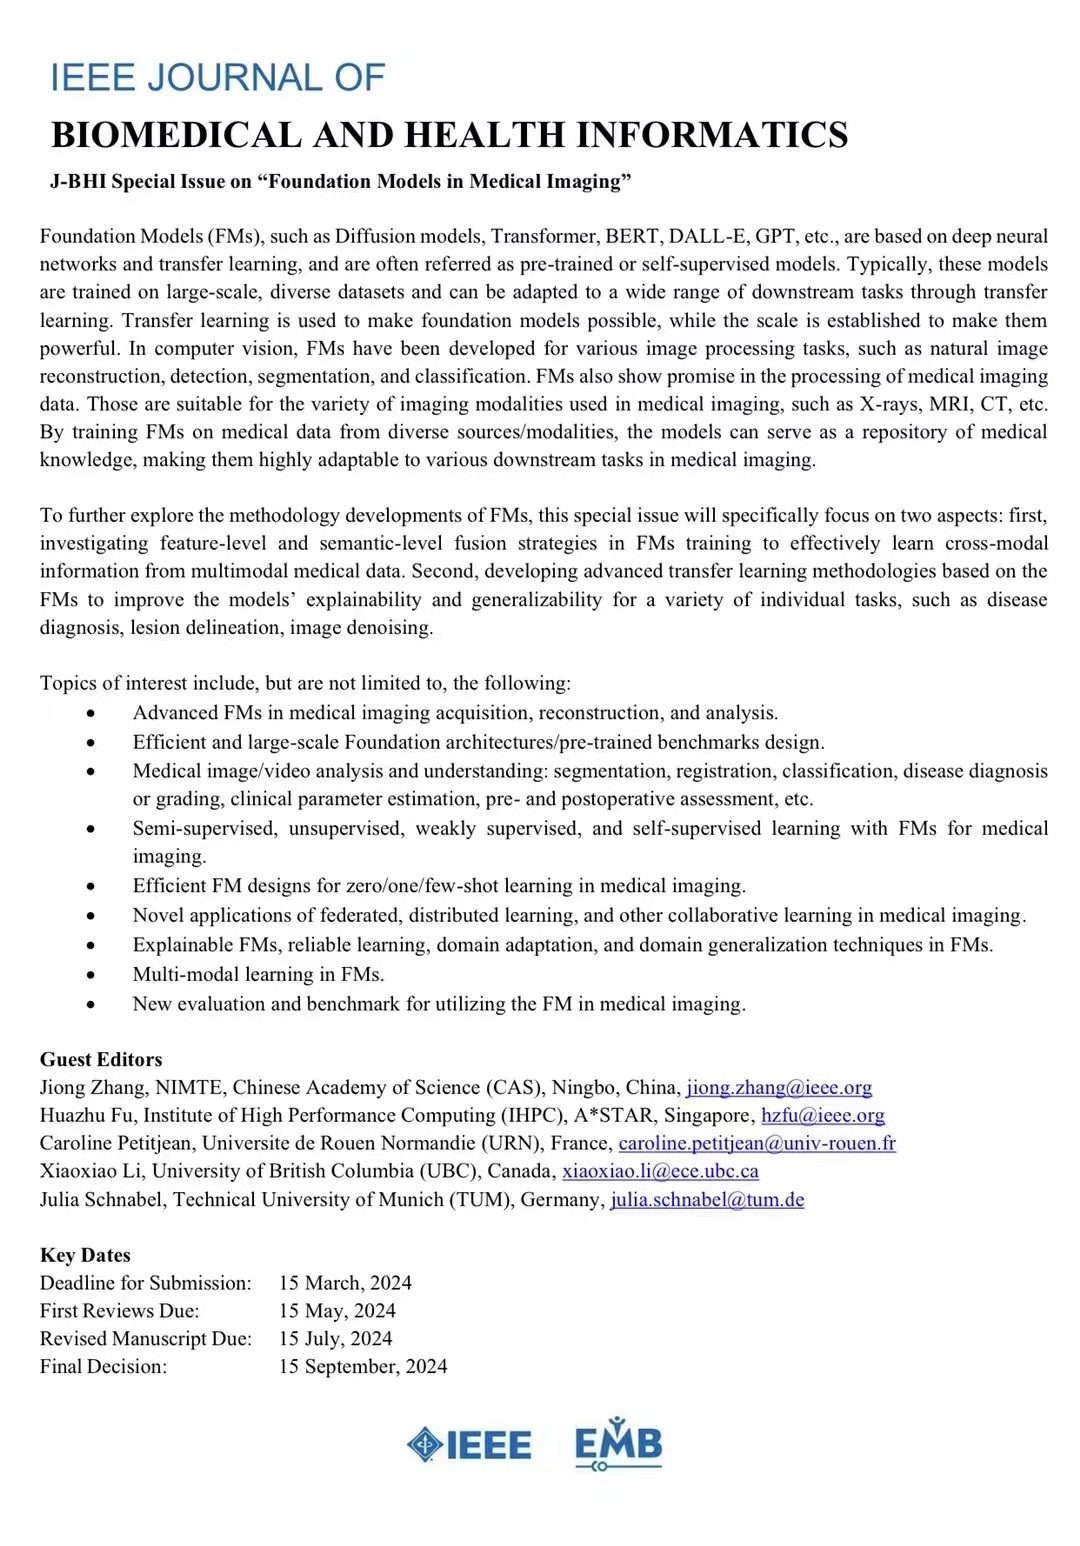 IEEE JOURNAL OF
BIOMEDICAL AND HEALTH INFORMATICS
J-BHI Special Issue on “Foundation Models in Medical Imaging”
Foundation Models (FMs), such as Diffusion models, Transformer, BERT, DALL-E, GPT, etc., are based on deep neural
networks and transfer learning, and are often referred as pre-trained or self-supervised models. Typically, these models
are trained on large-scale, diverse datasets and can be adapted to a wide range of downstream tasks through transfer
learning. Transfer learning is used to make foundation models possible, while the scale is established to make them
powerful. In computer vision, FMs have been developed for various image processing tasks, such as natural image
reconstruction, detection, segmentation, and classification. FMs also show promise in the processing of medical imaging
data. Those are suitable for the variety of imaging modalities used in medical imaging, such as X-rays, MRI, CT, etc.
By training FMs on medical data from diverse sources/modalities, the models can serve as a repository of medical
knowledge, making them highly adaptable to various downstream tasks in medical imaging.
To further explore the methodology developments of FMs, this special issue will specifically focus on two aspects: first,
investigating feature-level and semantic-level fusion strategies in FMs training to effectively learn cross-modal
information from multimodal medical data. Second, developing advanced transfer learning methodologies based on the
FMs to improve the models’ explainability and generalizability for a variety of individual tasks, such as disease
diagnosis, lesion delineation, image denoising.
Topics of interest include, but are not limited to, the following:
• Advanced FMs in medical imaging acquisition, reconstruction, and analysis.
• Efficient and large-scale Foundation architectures/pre-trained benchmarks design.
• Medical image/video analysis and understanding: segmentation, registration, classification, disease diagnosis
or grading, clinical parameter estimation, pre- and postoperative assessment, etc.
• Semi-supervised, unsupervised, weakly supervised, and self-supervised learning with FMs for medical
imaging.
• Efficient FM designs for zero/one/few-shot learning in medical imaging.
• Novel applications of federated, distributed learning, and other collaborative learning in medical imaging.
• Explainable FMs, reliable learning, domain adaptation, and domain generalization techniques in FMs.
• Multi-modal learning in FMs.
• New evaluation and benchmark for utilizing the FM in medical imaging.
Guest Editors
Jiong Zhang, NIMTE, Chinese Academy of Science (CAS), Ningbo, China, jiong.zhang@ieee.org
Huazhu Fu, Institute of High Performance Computing (IHPC), A*STAR, Singapore, hzfu@ieee.org
Caroline Petitjean, Universite de Rouen Normandie (URN), France, caroline.petitjean@univ-rouen.fr
Xiaoxiao Li, University of British Columbia (UBC), Canada, xiaoxiao.li@ece.ubc.ca
Julia Schnabel, Technical University of Munich (TUM), Germany, julia.schnabel@tum.de
Key Dates
Deadline for Submission: 15 March, 2024
First Reviews Due: 15 May, 2024
Revised Manuscript Due: 15 July, 2024
Final Decision: 15 September, 2024
IEEE EMB